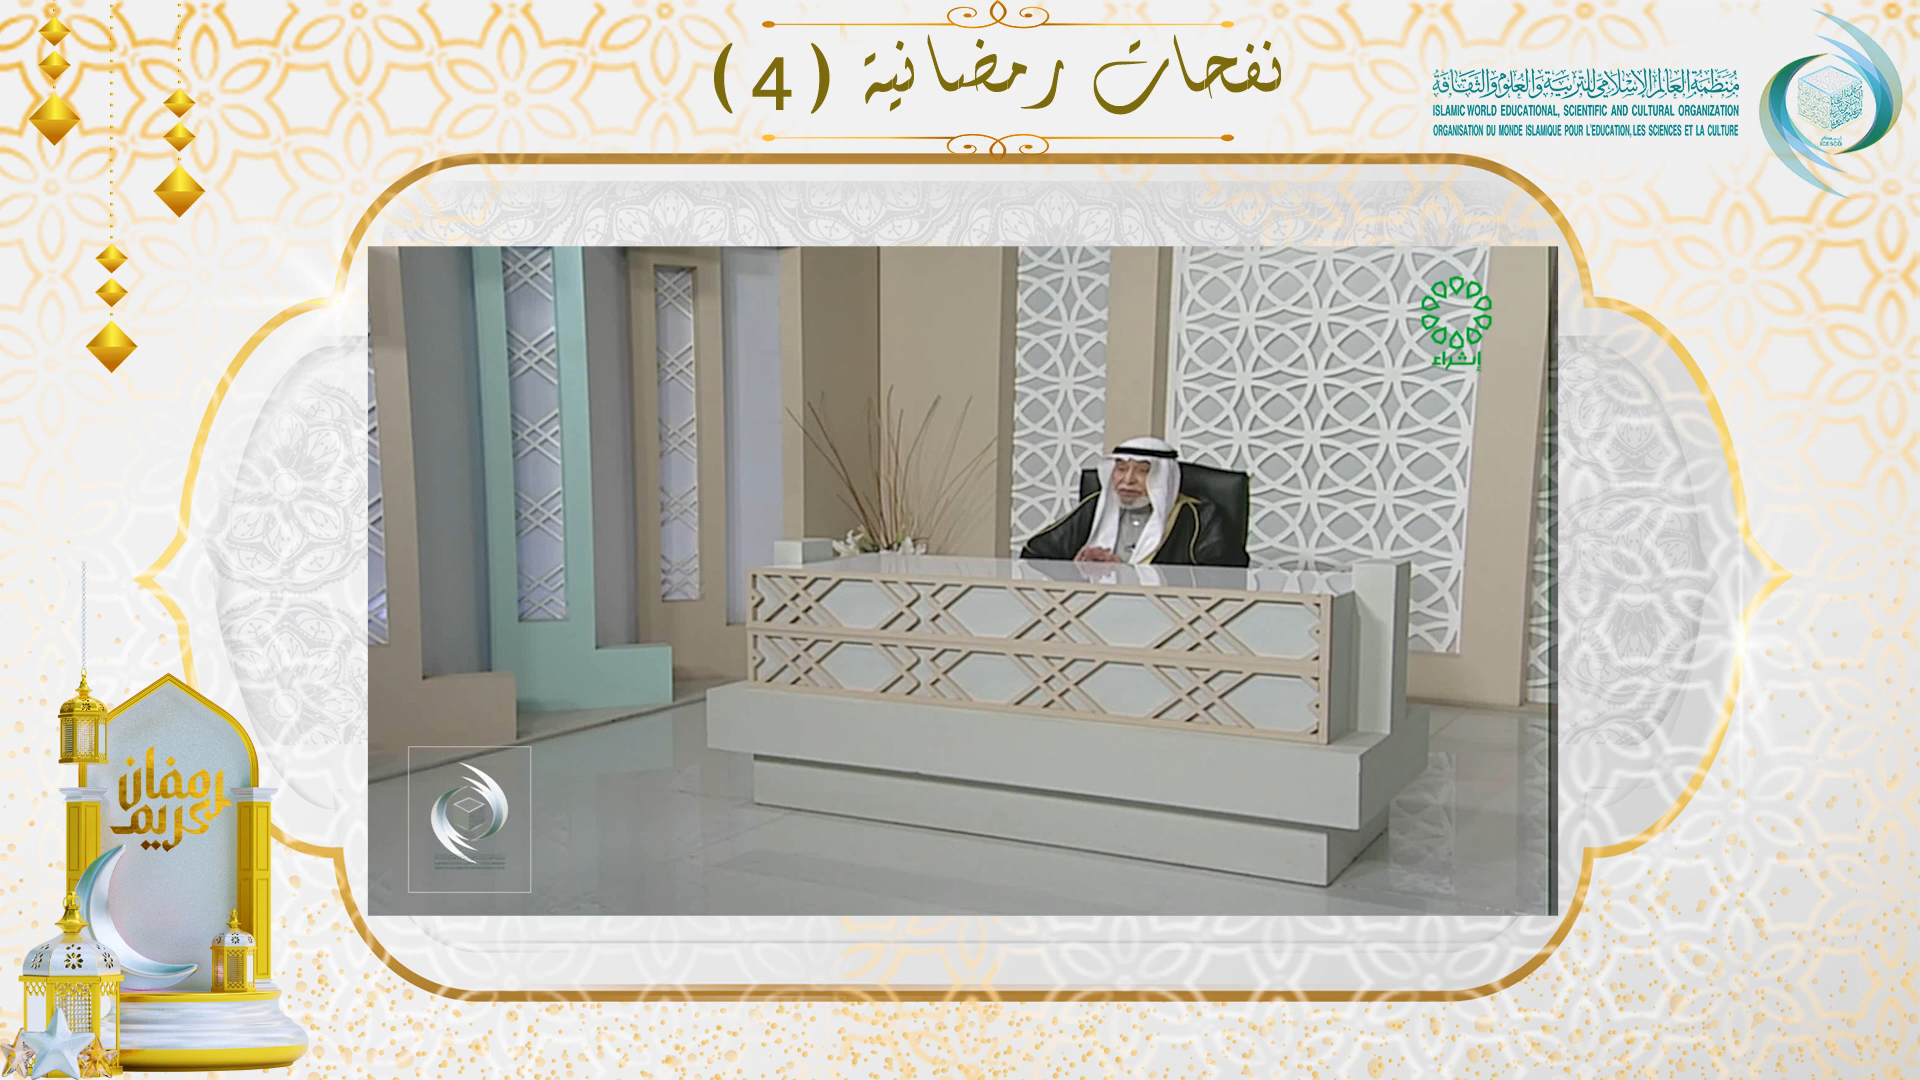 نفحات رمضانية (4)
منظمة العالم الإسلامي للتربية والعلوم والثقافة
ISLAMIC WORLD EDUCATIONAL, SCIENTIFIC AND CULTURAL ORGANIZATION
ORGANISATION DU MONDE ISLAMIQUE POUR L'EDUCATION, LES SCIENCES ET LA CULTURE
ICESCO
إثراء
رمضان
كريم